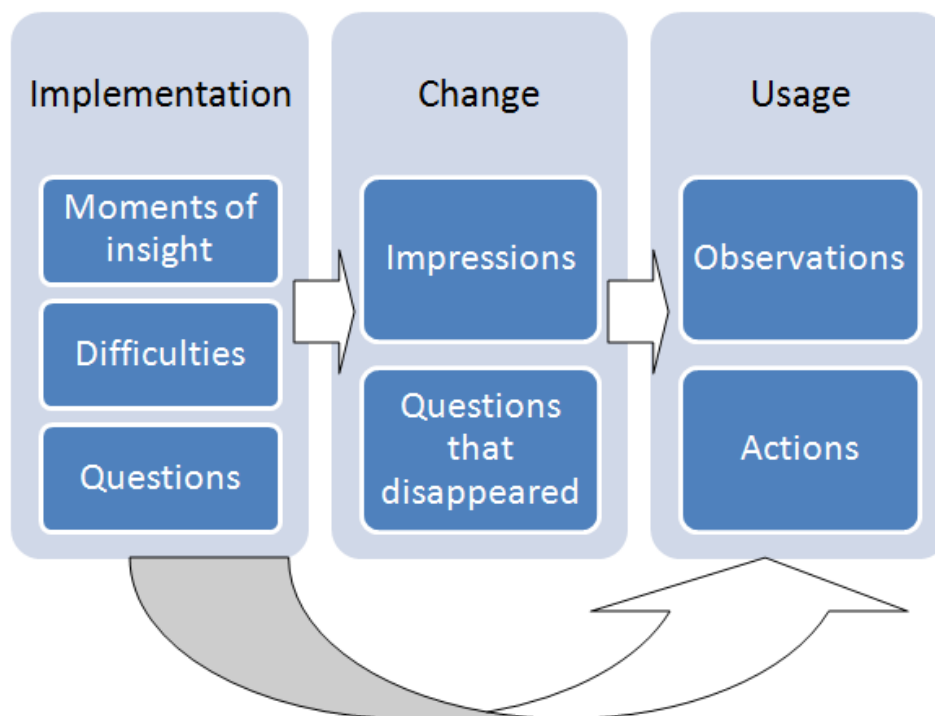 Implementation
Moments of
insight
Difficulties
Questions
Change
Impressions
Questions
that
disappeared
Usage
Observations
Actions